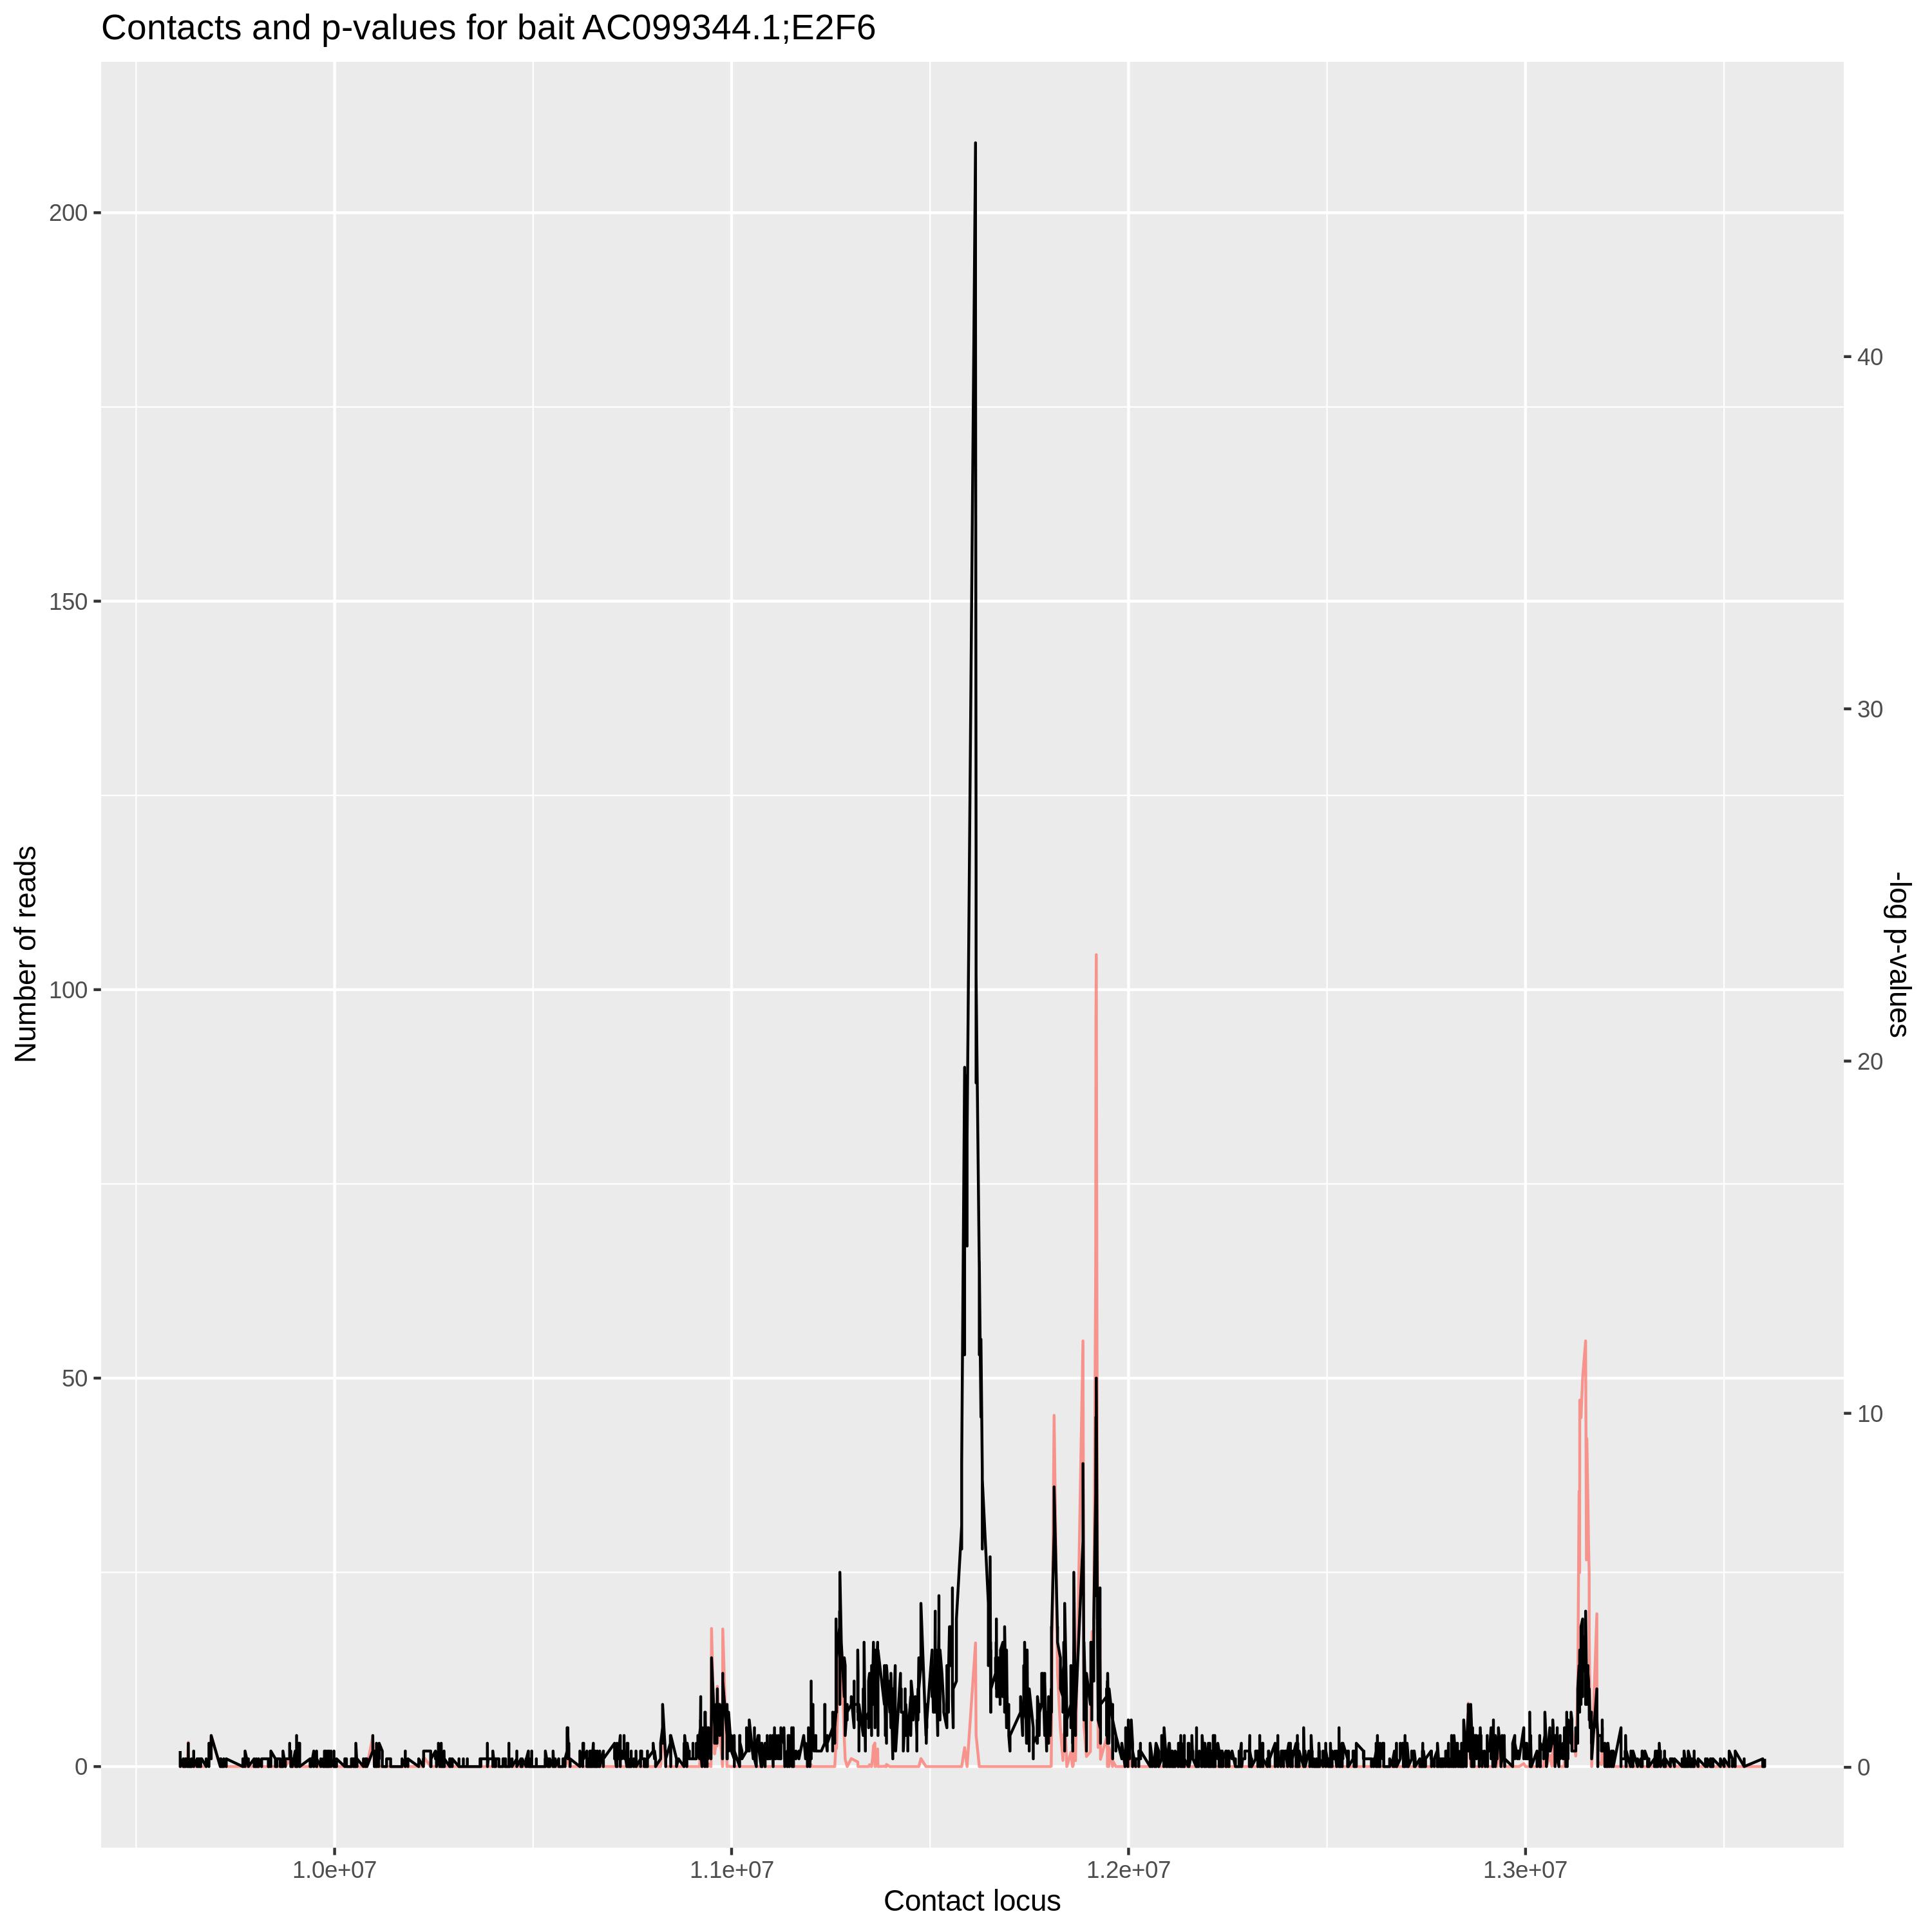 Contacts and p-values for bait AC099344.1;E2F6
200
150
100
50
0
Number of reads
40
30
20
10
0
-log p-values
1.0e+07
1.1e+07
1.2e+07
1.3e+07
Contact locus